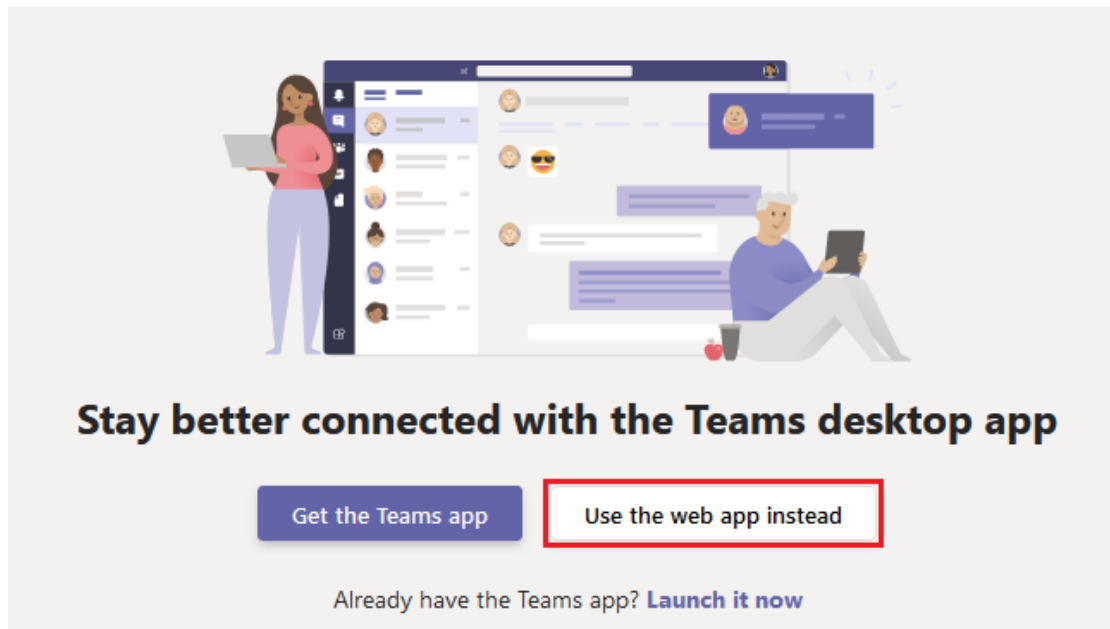 Stay better connected with the Teams desktop app
Get the Teams app
Use the web app instead
Already have the Teams app? Launch it now